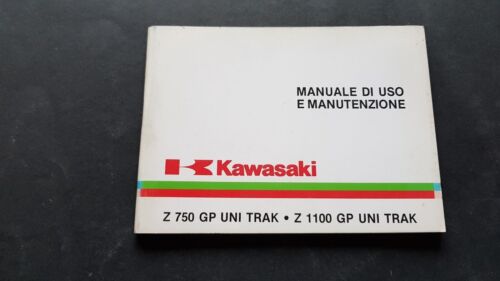 MANUALE DI USO
E MANUTENZIONE
Kawasaki
Z 750 GP UNI TRAK • Z 1100 GP UNI TRAK